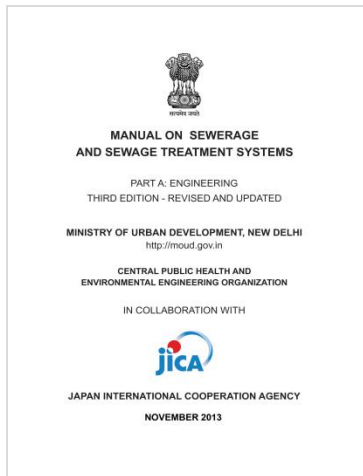 सत्यमेव जयते
MANUAL ON SEWERAGE
AND SEWAGE TREATMENT SYSTEMS
PART A: ENGINEERING
THIRD EDITION - REVISED AND UPDATED
MINISTRY OF URBAN DEVELOPMENT, NEW DELHI
http://moud.gov.in
CENTRAL PUBLIC HEALTH AND
ENVIRONMENTAL ENGINEERING ORGANIZATION
IN COLLABORATION WITH
jICA
JAPAN INTERNATIONAL COOPERATION AGENCY
NOVEMBER 2013